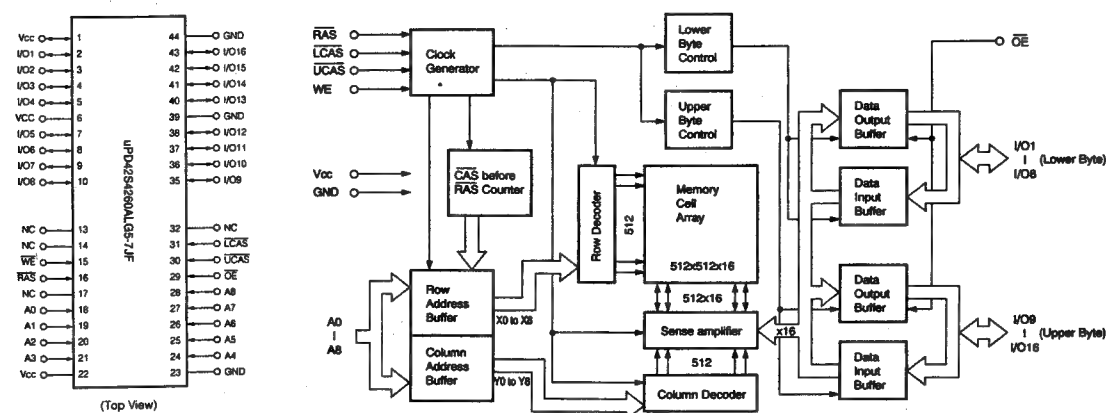 Vcc 1 44 GND
I/O1 2 43 I/O16
I/O2 3 42 I/O15
I/O3 4 41 I/O14
I/O4 5 40 I/O13
VCC 6 39 GND
I/O5 7 38 I/O12
I/O6 8 37 I/O11
I/O7 9 36 I/O10
I/O8 10 35 I/O9
NC 13 32 NC
NC 14 31 LCAS
WE 15 30 UCAS
RAS 16 29 OE
NC 17 28 A8
A0 18 27 A7
A1 19 26 A6
A2 20 25 A5
A3 21 24 A4
Vcc 22 23 GND
uPD42S4260ALG5-7JF
(Top View)
RAS
LCAS
UCAS
WE
Clock
Generator
Lower
Byte
Control
Upper
Byte
Control
OE
Vcc
GND
CAS before
RAS Counter
Row Decoder
512
Memory
Cell
Array
512x512x16
512x16
Sense amplifier
x16
512
Column Decoder
A0
A8
Row
Address
Buffer
X0 to X8
Column
Address
Buffer
Y0 to Y8
Data
Output
Buffer
Data
Input
Buffer
I/O1
I/O8
(Lower Byte)
Data
Output
Buffer
Data
Input
Buffer
I/O9
I/O16
(Upper Byte)